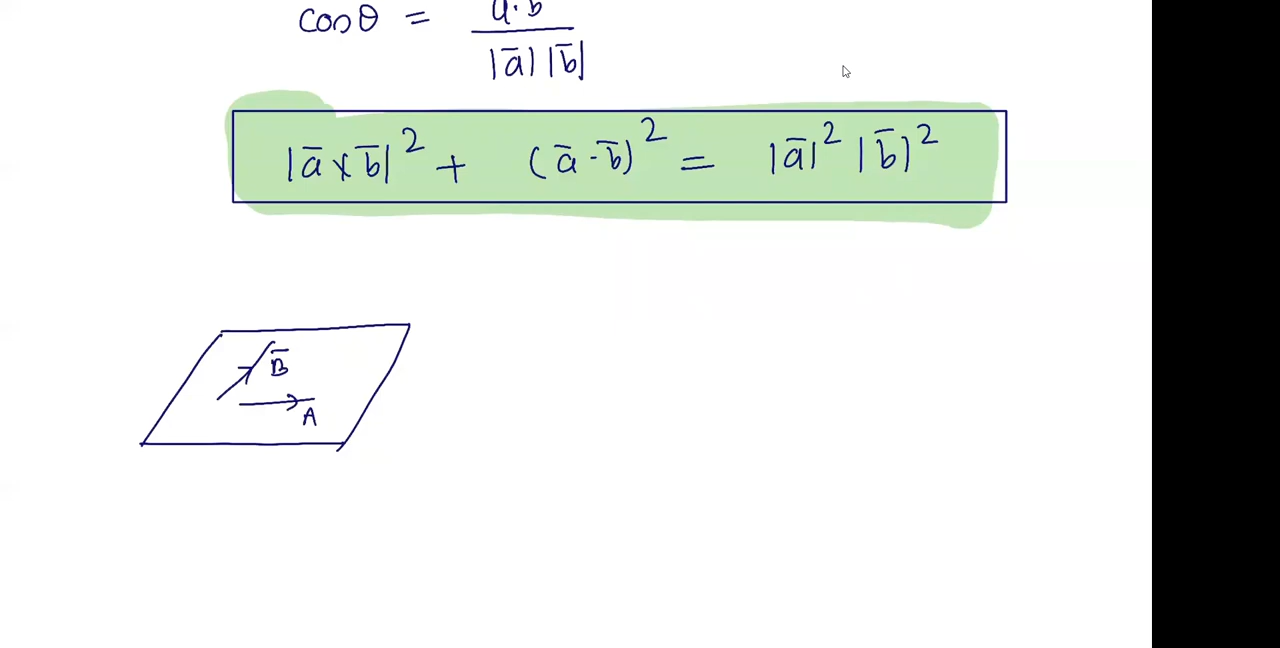 cosθ = a̅·b̅ / |a̅| |b̅|
|a̅ × b̅|² + (a̅·b̅)² = |a̅|² |b̅|²
B̅
A